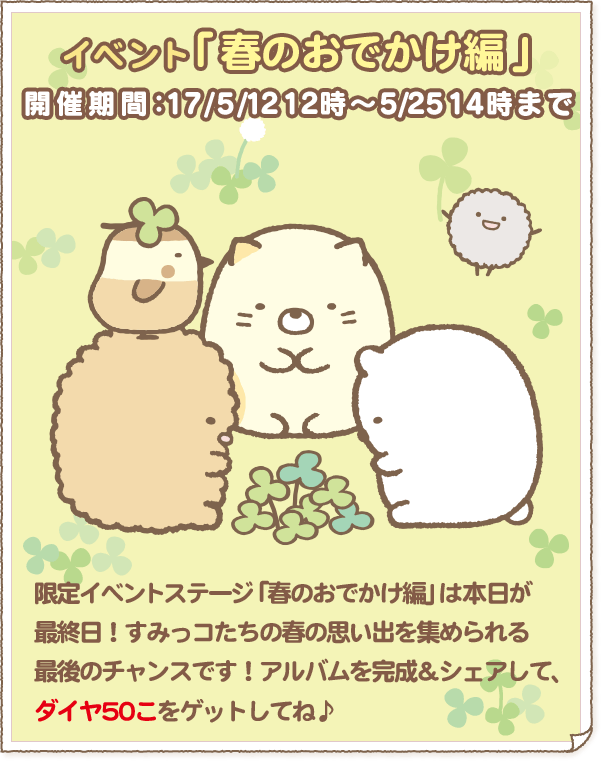 イベント「春のおでかけ編」
開催期間:17/5/12 12時～5/25 14時まで
限定イベントステージ「春のおでかけ編」は本日が
最終日！すみっコたちの春の思い出を集められる
最後のチャンスです！アルバムを完成&シェアして、
ダイヤ50こをゲットしてね♪